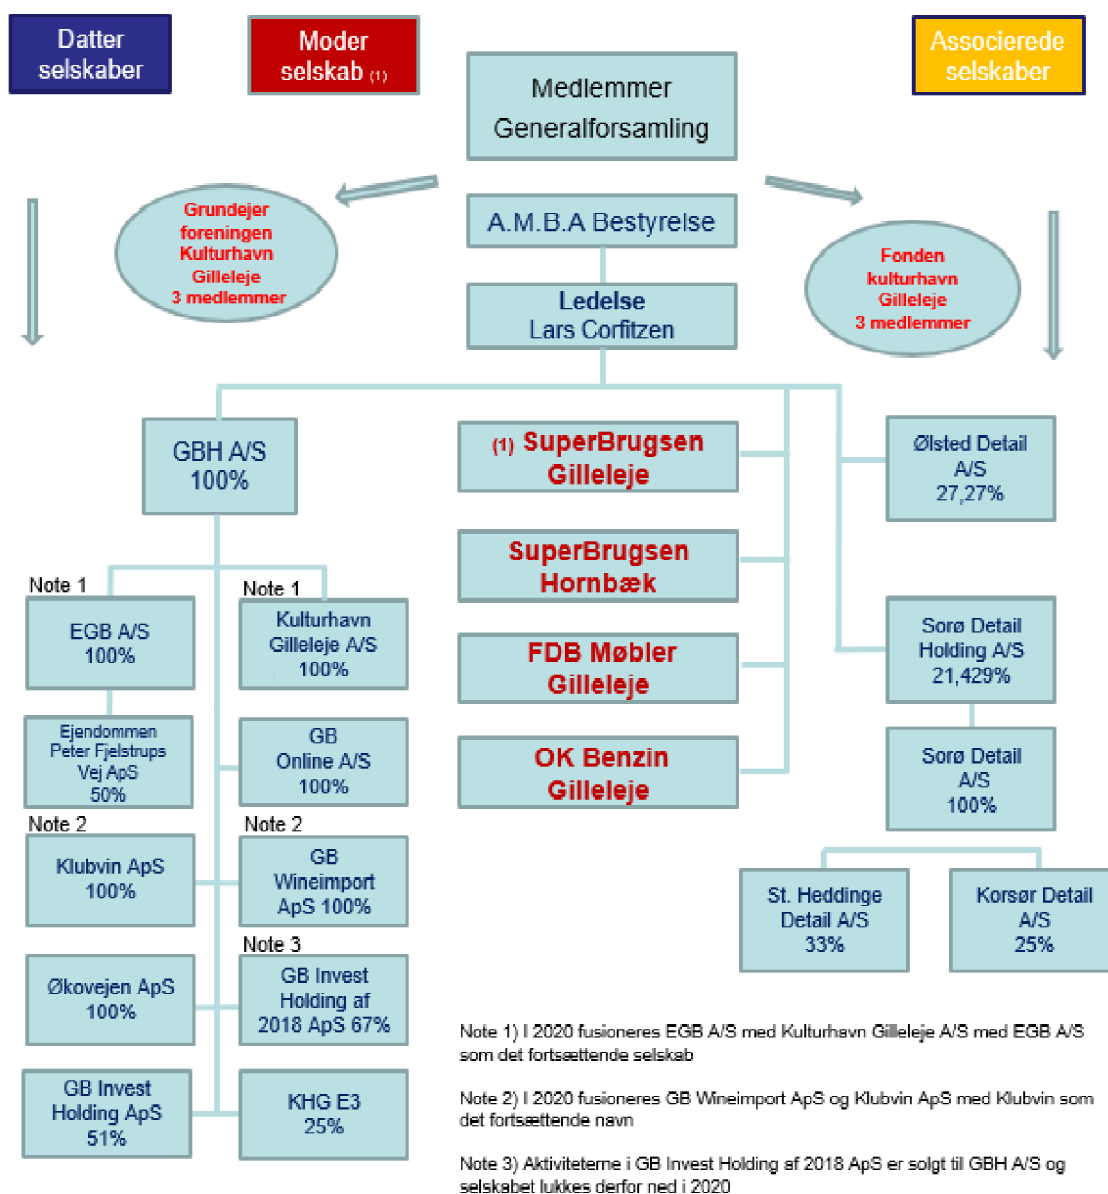 Datter
selskaber
Moder
selskab (1)
Associerede
selskaber
Medlemmer
Generalforsamling
Grundejer
foreningen
Kulturhavn
Gilleleje
3 medlemmer
A.M.B.A Bestyrelse
Fonden
kulturhavn
Gilleleje
3 medlemmer
Ledelse
Lars Corfitzen
GBH A/S
100%
(1) SuperBrugsen
Gilleleje
Ølsted Detail
A/S
27,27%
SuperBrugsen
Hornbæk
Note 1
EGB A/S
100%
Note 1
Kulturhavn
Gilleleje A/S
100%
FDB Møbler
Gilleleje
Sorø Detail
Holding A/S
21,429%
Ejendommen
Peter Fjelstrups
Vej ApS
50%
GB
Online A/S
100%
OK Benzin
Gilleleje
Sorø Detail
A/S
100%
Note 2
Klubvin ApS
100%
Note 2
GB
Wineimport
ApS 100%
St. Heddinge
Detail A/S
33%
Korsør Detail
A/S
25%
Økovejen ApS
100%
Note 3
GB Invest
Holding af
2018 ApS 67%
GB Invest
Holding ApS
51%
KHG E3
25%
Note 1) I 2020 fusioneres EGB A/S med Kulturhavn Gilleleje A/S med EGB A/S
som det fortsættende selskab
Note 2) I 2020 fusioneres GB Wineimport ApS og Klubvin ApS med Klubvin som
det fortsættende navn
Note 3) Aktiviteterne i GB Invest Holding af 2018 ApS er solgt til GBH A/S og
selskabet lukkes derfor ned i 2020